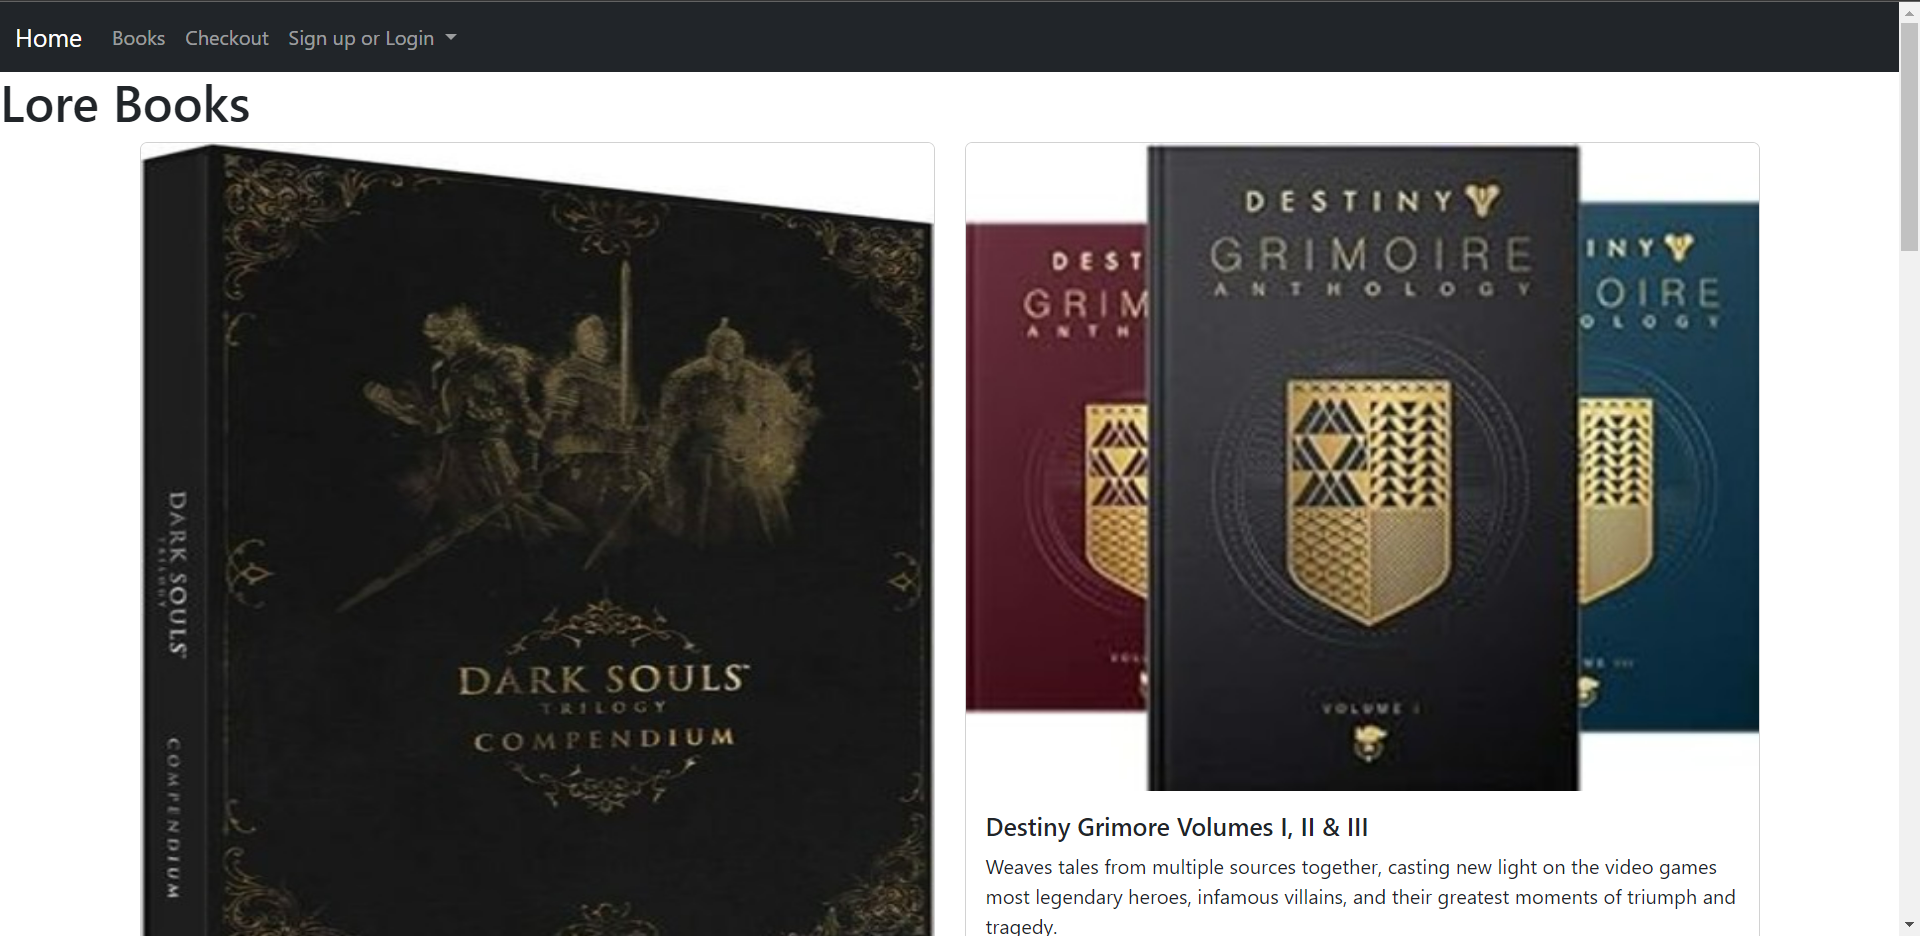 Home Books Checkout Sign up or Login
Lore Books
DARK SOULS
TRILOGY
COMPENDIUM
DARK SOULS™
TRILOGY
COMPENDIUM
DEST
GRIM
ANTH
DESTINY
GRIMOIRE
ANTHOLOGY
VOLUME I
INY
OIRE
OLOGY
Destiny Grimore Volumes I, II & III
Weaves tales from multiple sources together, casting new light on the video games
most legendary heroes, infamous villains, and their greatest moments of triumph and
tragedy.